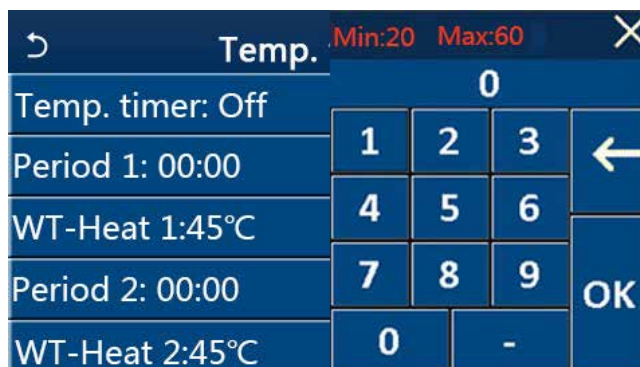 Temp.
Temp. timer: Off
Period 1: 00:00
WT-Heat 1:45℃
Period 2: 00:00
WT-Heat 2:45℃
Min:20 Max:60
0
1 2 3
4 5 6
7 8 9
0 -
OK